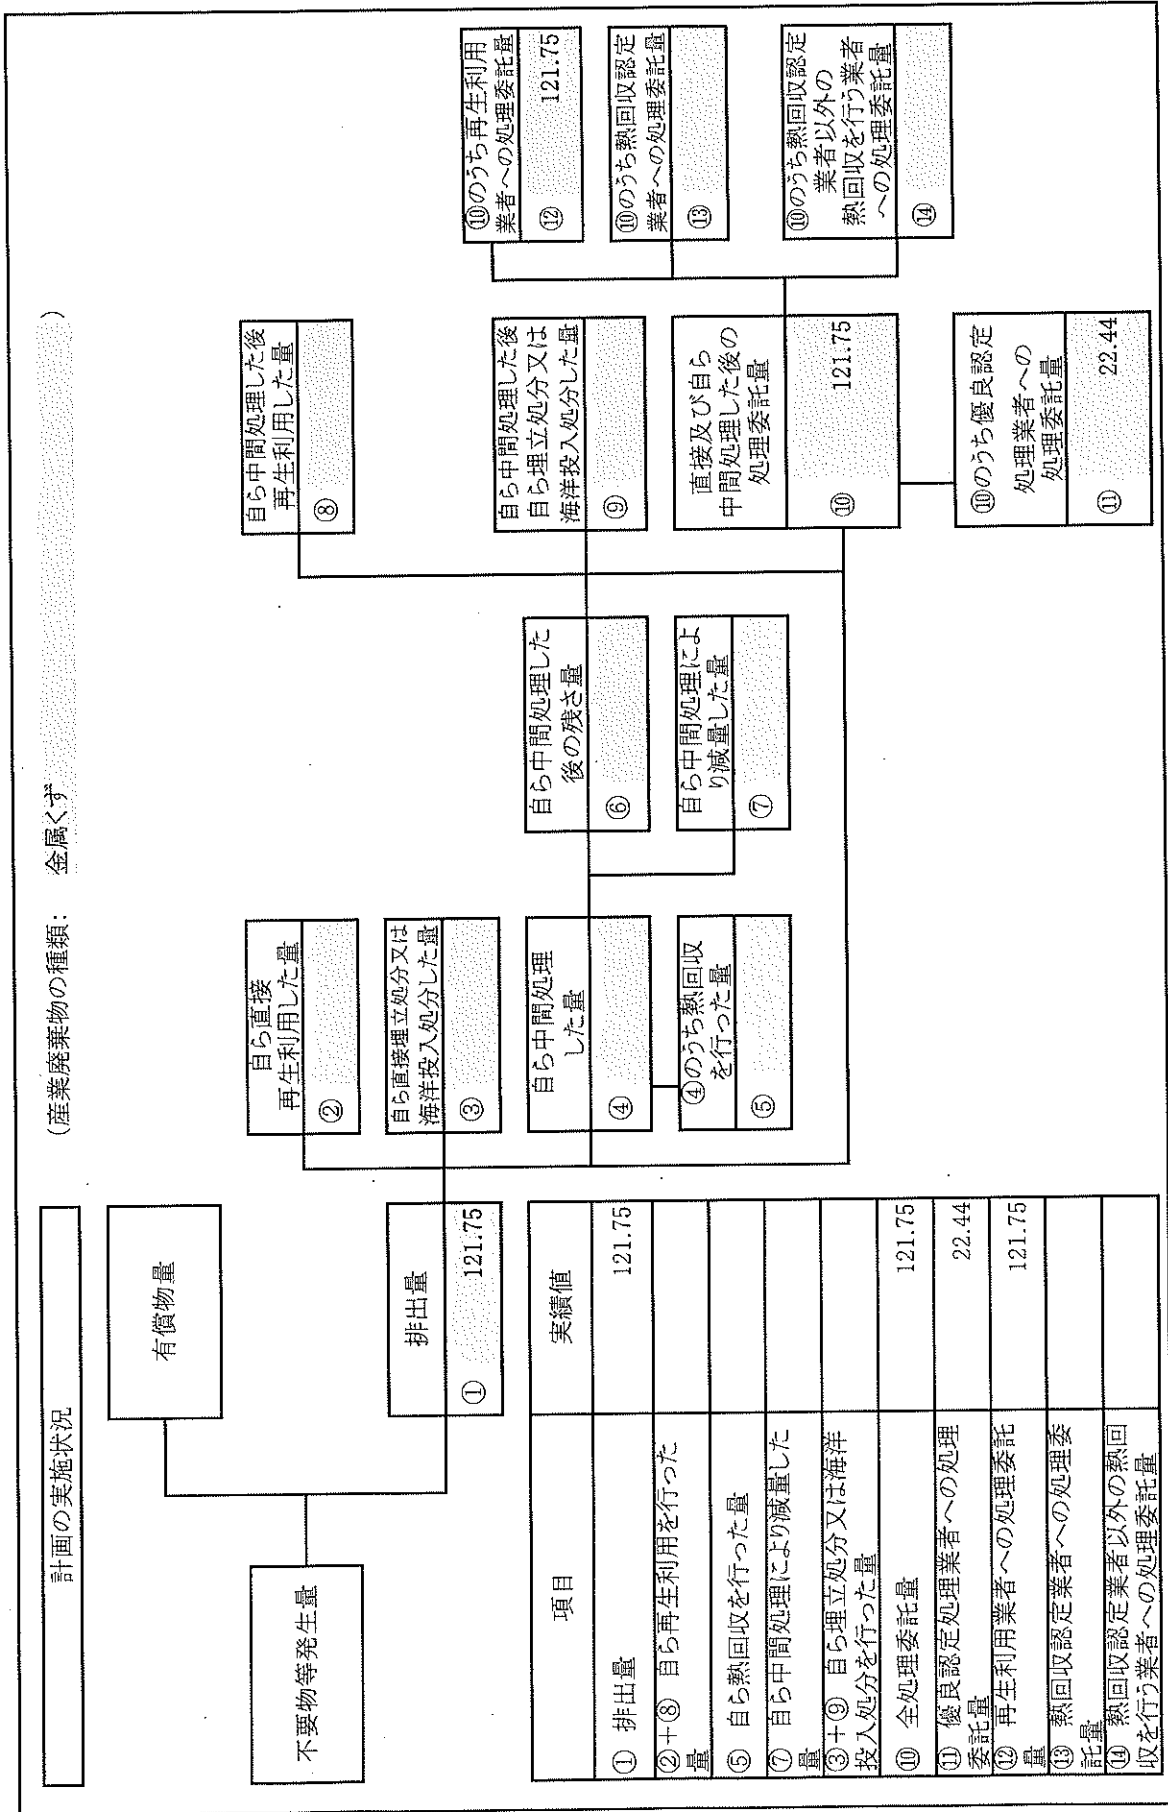 計画の実施状況
(産業廃棄物の種類： 金属くず )
不要物等発生量
有償物量
排出量
① 121.75
自ら直接
再生利用した量
②
自ら直接埋立処分又は
海洋投入処分した量
③
自ら中間処理
した量
④
④のうち熱回収
を行った量
⑤
自ら中間処理した
後の残さ量
⑥
自ら中間処理によ
り減量した量
⑦
自ら中間処理した後
再生利用した量
⑧
自ら中間処理した後
自ら埋立処分又は
海洋投入処分した量
⑨
直接及び自ら
中間処理した後の
処理委託量
⑩ 121.75
⑩のうち優良認定
処理業者への
処理委託量
⑪ 22.44
⑩のうち再生利用
業者への処理委託量
⑫ 121.75
⑩のうち熱回収認定
業者への処理委託量
⑬
⑩のうち熱回収認定
業者以外の
熱回収を行う業者
への処理委託量
⑭
項目 実績値
① 排出量 121.75
②＋⑧ 自ら再生利用を行った
量
⑤ 自ら熱回収を行った量
⑦ 自ら中間処理により減量した
量
③＋⑨ 自ら埋立処分又は海洋
投入処分を行った量
⑩ 全処理委託量 121.75
⑪ 優良認定処理業者への処理
委託量 22.44
⑫ 再生利用業者への処理委託
量 121.75
⑬ 熱回収認定業者への処理委
託量
⑭ 熱回収認定業者以外の熱回
収を行う業者への処理委託量